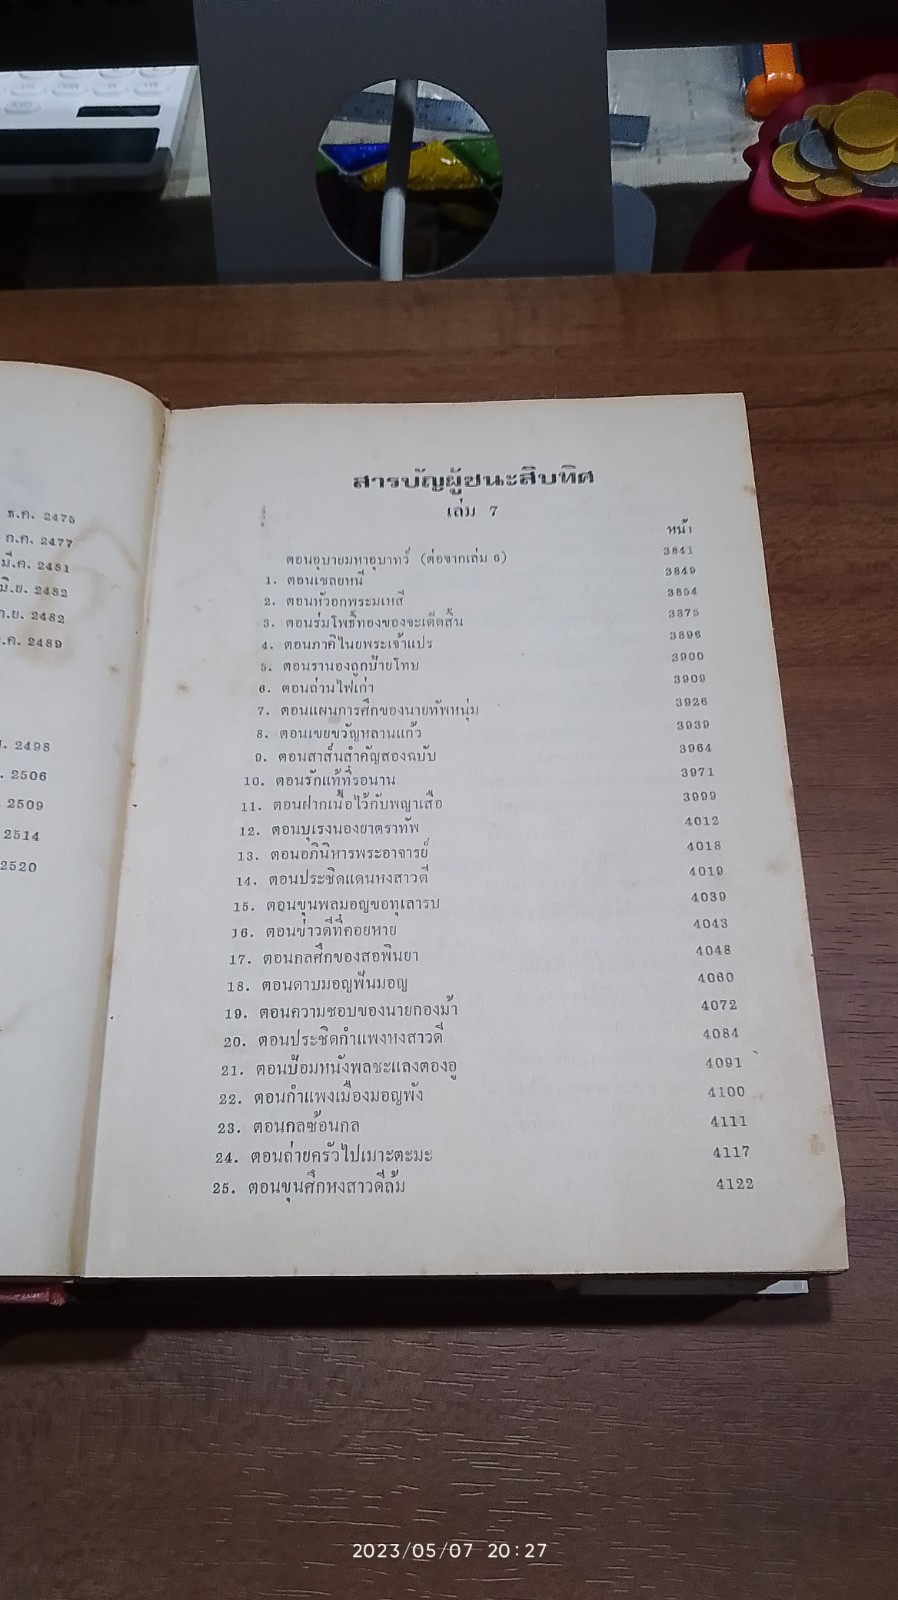 ธ.ค. 2475
ก.ค. 2477
มี.ค. 2481
มิ.ย. 2482
ก.ย. 2482
.ค. 2489
. 2498
. 2506
2509
2514
2520
สารบัญผู้ชนะสิบทิศ
เล่ม 7
หน้า
ตอนอุบายมหาอุบาทว์ (ต่อจากเล่ม 6) 3841
1. ตอนเชลยหนี 3849
2. ตอนหัวอกพระมเหสี 3854
3. ตอนร่มโพธิ์ทองของจะเด็ดสิ้น 3875
4. ตอนภาคิไนยพระเจ้าแปร 3896
5. ตอนรานองถูกป้ายโทษ 3900
6. ตอนถ่านไฟเก่า 3909
7. ตอนแผนการศึกของนายทัพหนุ่ม 3926
8. ตอนเขยขวัญหลานแก้ว 3939
9. ตอนสาส์นสำคัญสองฉบับ 3964
10. ตอนรักแท้ที่รอนาน 3971
11. ตอนฝากเนื้อไว้กับพญาเสือ 3999
12. ตอนบุเรงนองยาตราทัพ 4012
13. ตอนอภินิหารพระอาจารย์ 4018
14. ตอนประชิดแดนหงสาวดี 4019
15. ตอนขุนพลมอญขอทุเลารบ 4039
16. ตอนข่าวดีที่คอยหาย 4043
17. ตอนกลศึกของสอพินยา 4048
18. ตอนดาบมอญฟันมอญ 4060
19. ตอนความชอบของนายกองม้า 4072
20. ตอนประชิดกำแพงหงสาวดี 4084
21. ตอนป้อมหนังพลชะแลงตองอู 4091
22. ตอนกำแพงเมืองมอญพัง 4100
23. ตอนกลซ้อนกล 4111
24. ตอนถ่ายครัวไปเมาะตะมะ 4117
25. ตอนขุนศึกหงสาวดีล้ม 4122
2023/05/07 20:27